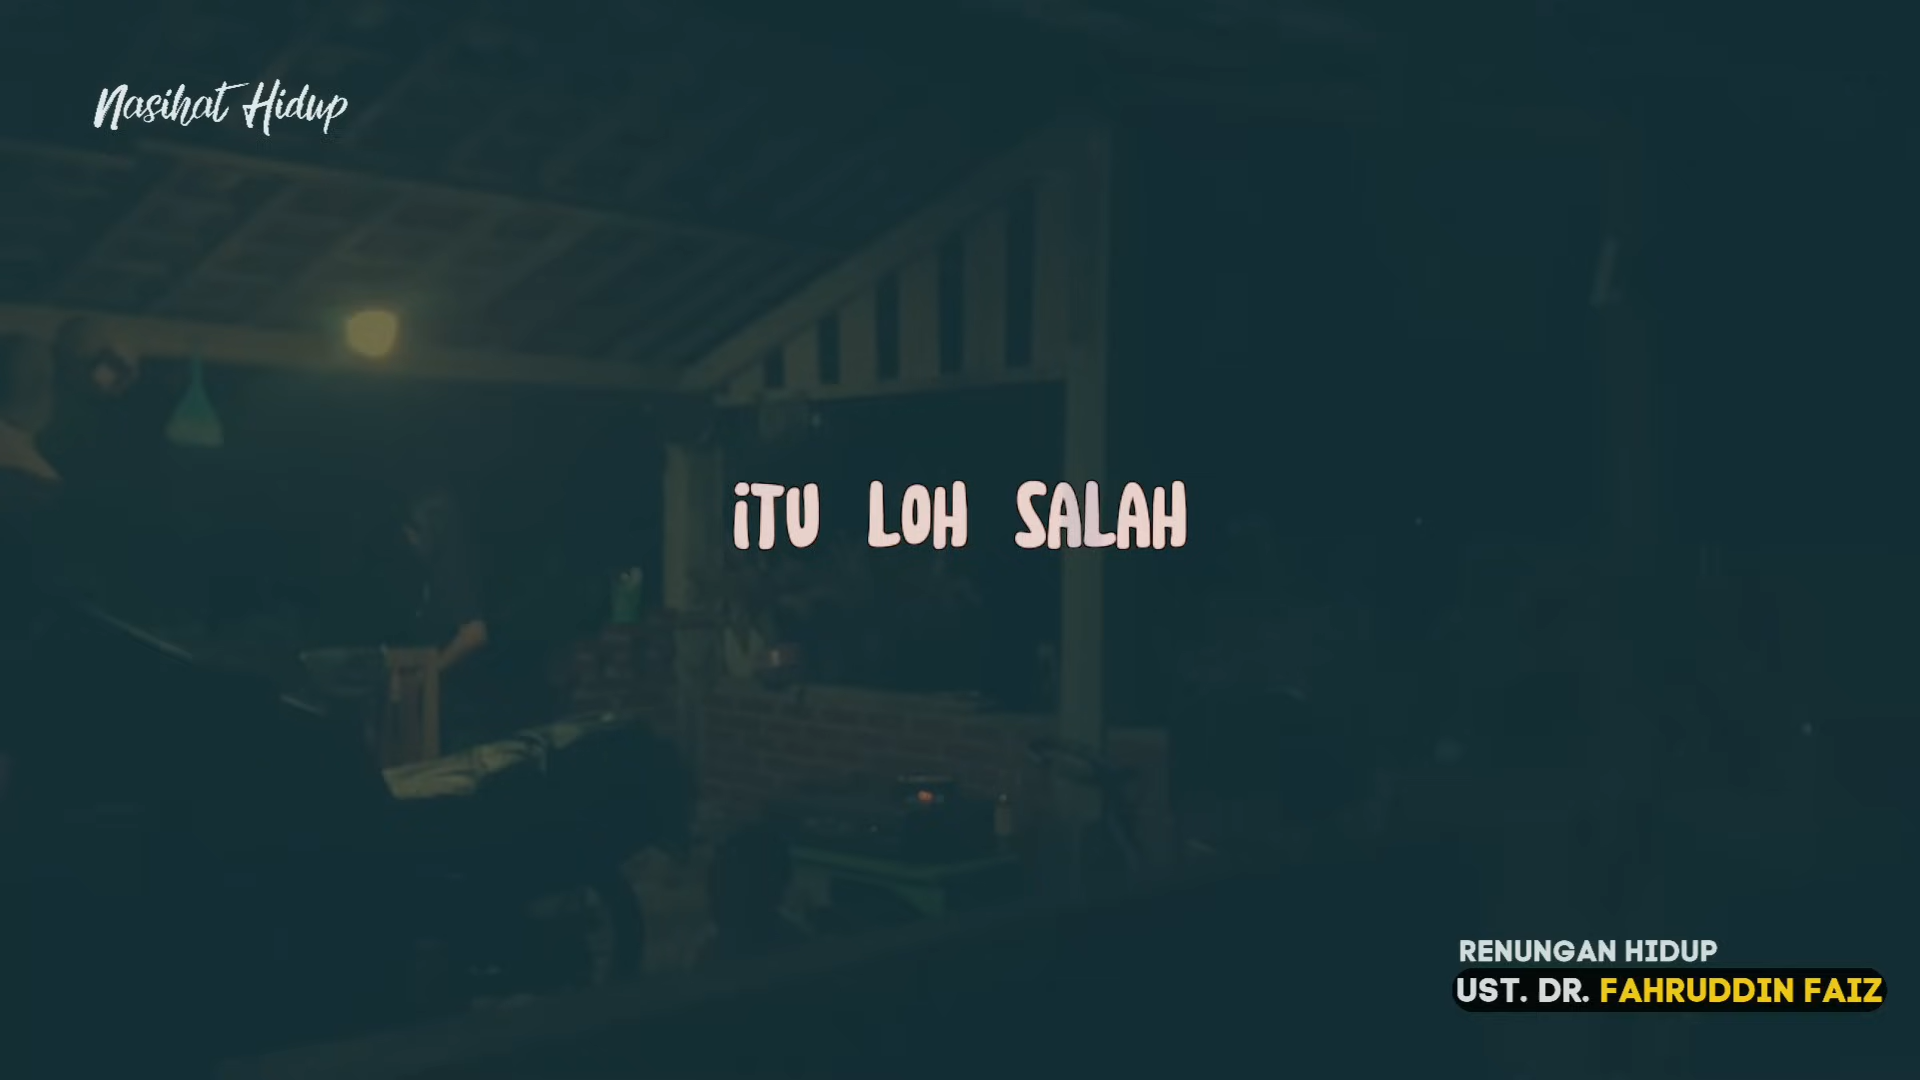 Nasihat Hidup
iTU LOH SALAH
RENUNGAN HIDUP
UST. DR. FAHRUDDIN FAIZ